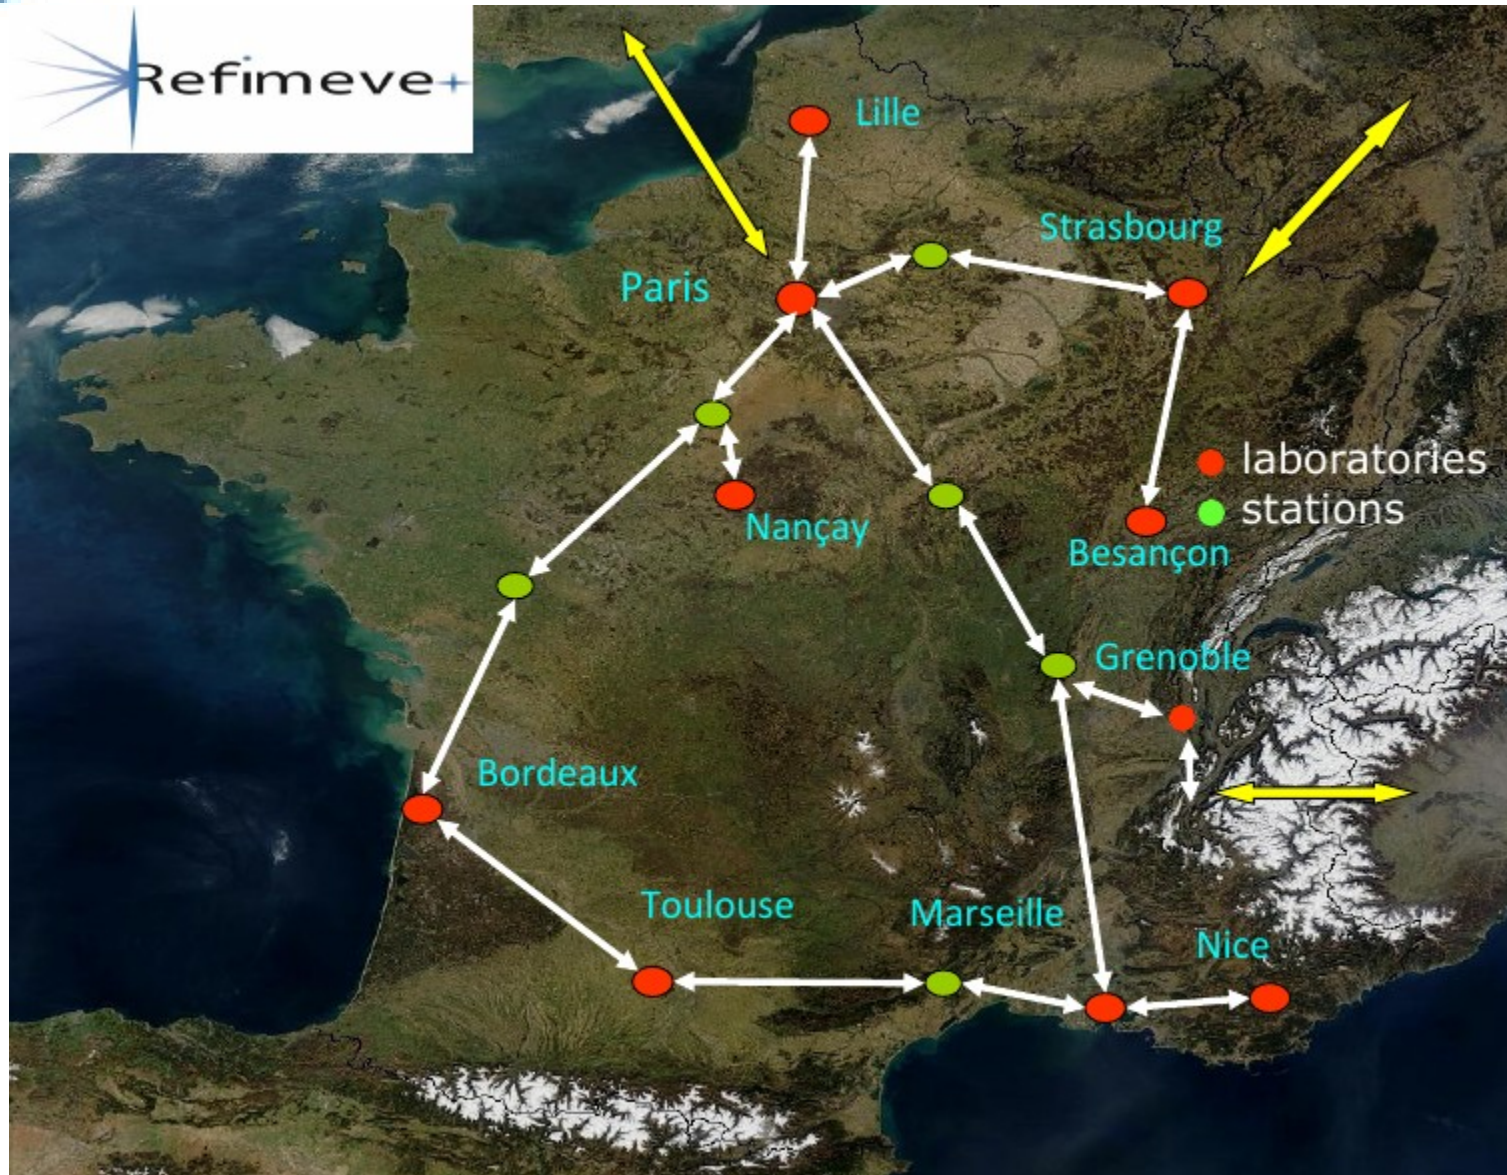 Refimeve+
Lille
Strasbourg
Paris
laboratories
stations
Nançay
Besançon
Grenoble
Bordeaux
Toulouse
Marseille
Nice